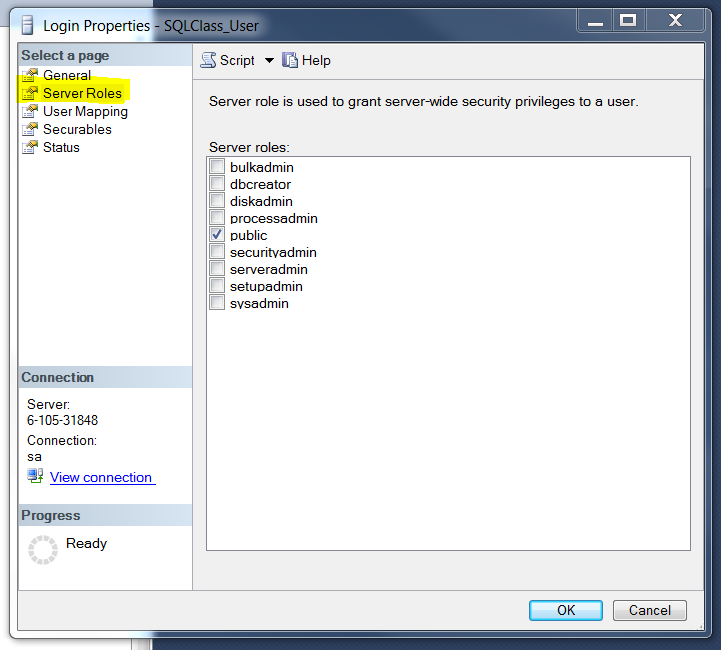 Login Properties - SQLClass_User
Select a page
General
Server Roles
User Mapping
Securables
Status
Script
Help
Server role is used to grant server-wide security privileges to a user.
Server roles:
bulkadmin
dbcreator
diskadmin
processadmin
public
securityadmin
serveradmin
setupadmin
sysadmin
Connection
Server:
6-105-31848
Connection:
sa
View connection
Progress
Ready
OK
Cancel